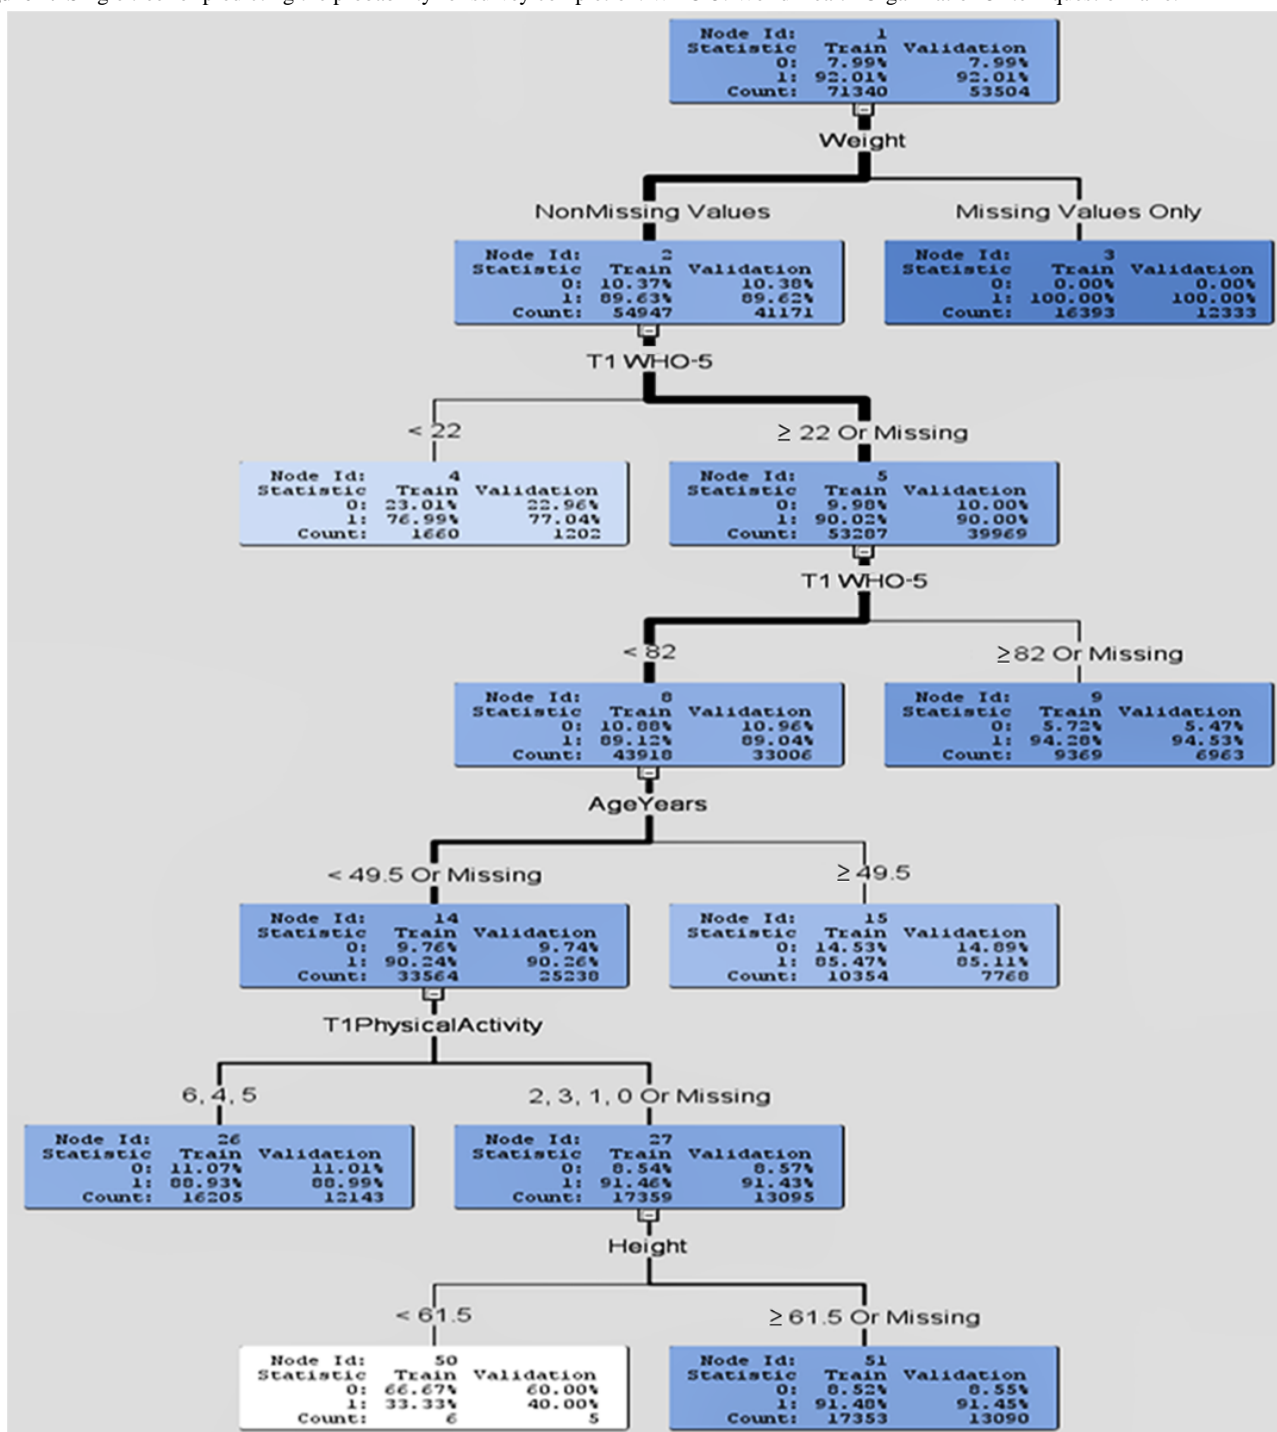 Node Id: 1
Statistic Train Validation
0: 7.99% 7.99%
1: 92.01% 92.01%
Count: 71340 53504
Weight
NonMissing Values Missing Values Only
Node Id: 2
Statistic Train Validation
0: 10.37% 10.38%
1: 89.63% 89.62%
Count: 54947 41171
Node Id: 3
Statistic Train Validation
0: 0.00% 0.00%
1: 100.00% 100.00%
Count: 16393 12333
T1 WHO-5
< 22 ≥ 22 Or Missing
Node Id: 4
Statistic Train Validation
0: 23.01% 22.96%
1: 76.99% 77.04%
Count: 1660 1202
Node Id: 5
Statistic Train Validation
0: 9.98% 10.00%
1: 90.02% 90.00%
Count: 53287 39969
T1 WHO-5
< 82 ≥82 Or Missing
Node Id: 8
Statistic Train Validation
0: 10.88% 10.96%
1: 89.12% 89.04%
Count: 43918 33006
Node Id: 9
Statistic Train Validation
0: 5.72% 5.47%
1: 94.28% 94.53%
Count: 9369 6963
AgeYears
< 49.5 Or Missing ≥ 49.5
Node Id: 14
Statistic Train Validation
0: 9.76% 9.74%
1: 90.24% 90.26%
Count: 33564 25238
Node Id: 15
Statistic Train Validation
0: 14.53% 14.89%
1: 85.47% 85.11%
Count: 10354 7768
T1PhysicalActivity
6, 4, 5 2, 3, 1, 0 Or Missing
Node Id: 26
Statistic Train Validation
0: 11.07% 11.01%
1: 88.93% 88.99%
Count: 16205 12143
Node Id: 27
Statistic Train Validation
0: 8.54% 8.57%
1: 91.46% 91.43%
Count: 17359 13095
Height
< 61.5 ≥ 61.5 Or Missing
Node Id: 50
Statistic Train Validation
0: 66.67% 60.00%
1: 33.33% 40.00%
Count: 6 5
Node Id: 51
Statistic Train Validation
0: 8.52% 8.55%
1: 91.48% 91.45%
Count: 17353 13090